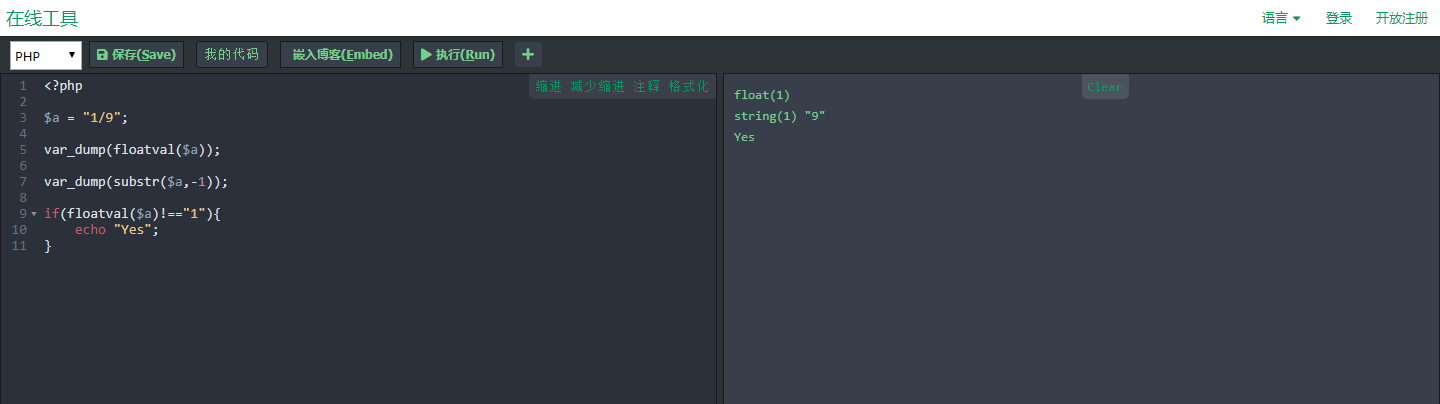 在线工具 语言 登录 开放注册
PHP 保存(Save) 我的代码 嵌入博客(Embed) 执行(Run) +
缩进 减少缩进 注释 格式化
1 <?php
2
3 $a = "1/9";
4
5 var_dump(floatval($a));
6
7 var_dump(substr($a,-1));
8
9 if(floatval($a)!=="1"){
10     echo "Yes";
11 }
Clear
float(1)
string(1) "9"
Yes